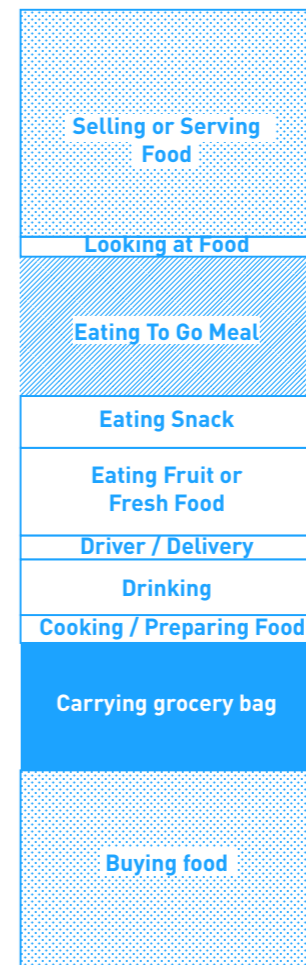 Selling or Serving
Food
Looking at Food
Eating To Go Meal
Eating Snack
Eating Fruit or
Fresh Food
Driver / Delivery
Drinking
Cooking / Preparing Food
Carrying grocery bag
Buying food